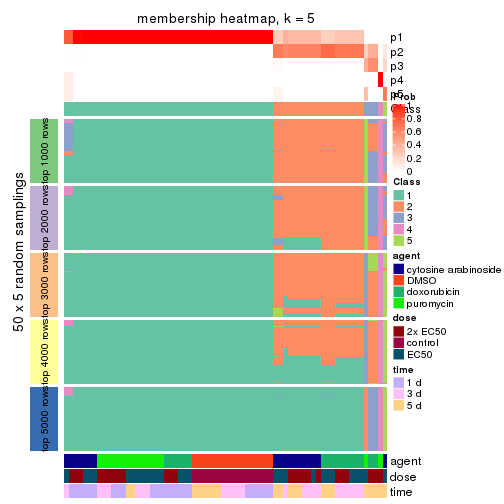 membership heatmap, k = 5
p1
p2
p3
p4
p5
Class
Prob
1
0.8
0.6
0.4
0.2
0
Class
1
2
3
4
5
agent
cytosine arabinoside
DMSO
doxorubicin
puromycin
dose
2x EC50
control
EC50
time
1 d
3 d
5 d
50 x 5 random samplings
top 1000 rows
top 2000 rows
top 3000 rows
top 4000 rows
top 5000 rows
agent
dose
time